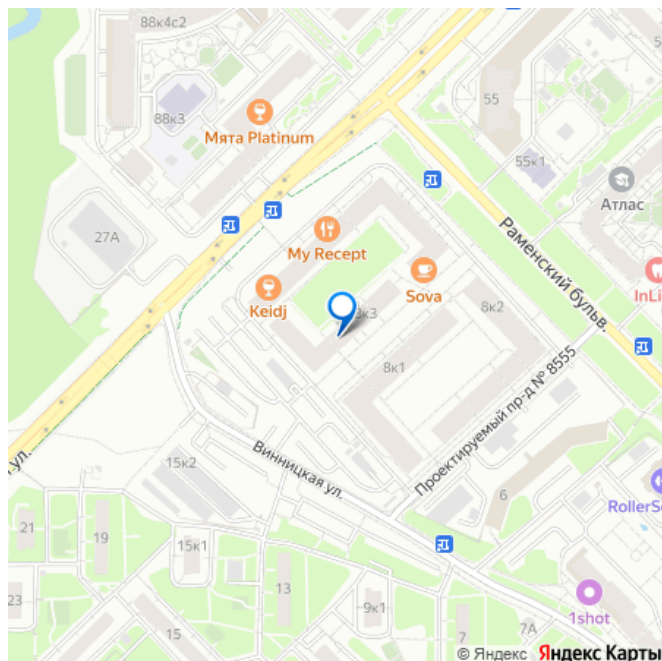 88к4с2
88к3
Мята Platinum
55
5
55к1
Атлас
27А
My Recept
Раменский бульв.
Keidj
Sova
InLi
8к2
8к3
8к1
Проектируемый пр-д № 8555
ул.
Винницкая ул.
15к2
6
RollerS
21
19
15к1
13
23
9к1
1shot
15
7
7А
© Яндекс Яндекс Карты